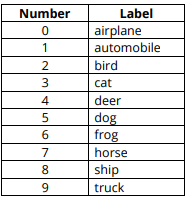 Number Label
0 airplane
1 automobile
2 bird
3 cat
4 deer
5 dog
6 frog
7 horse
8 ship
9 truck